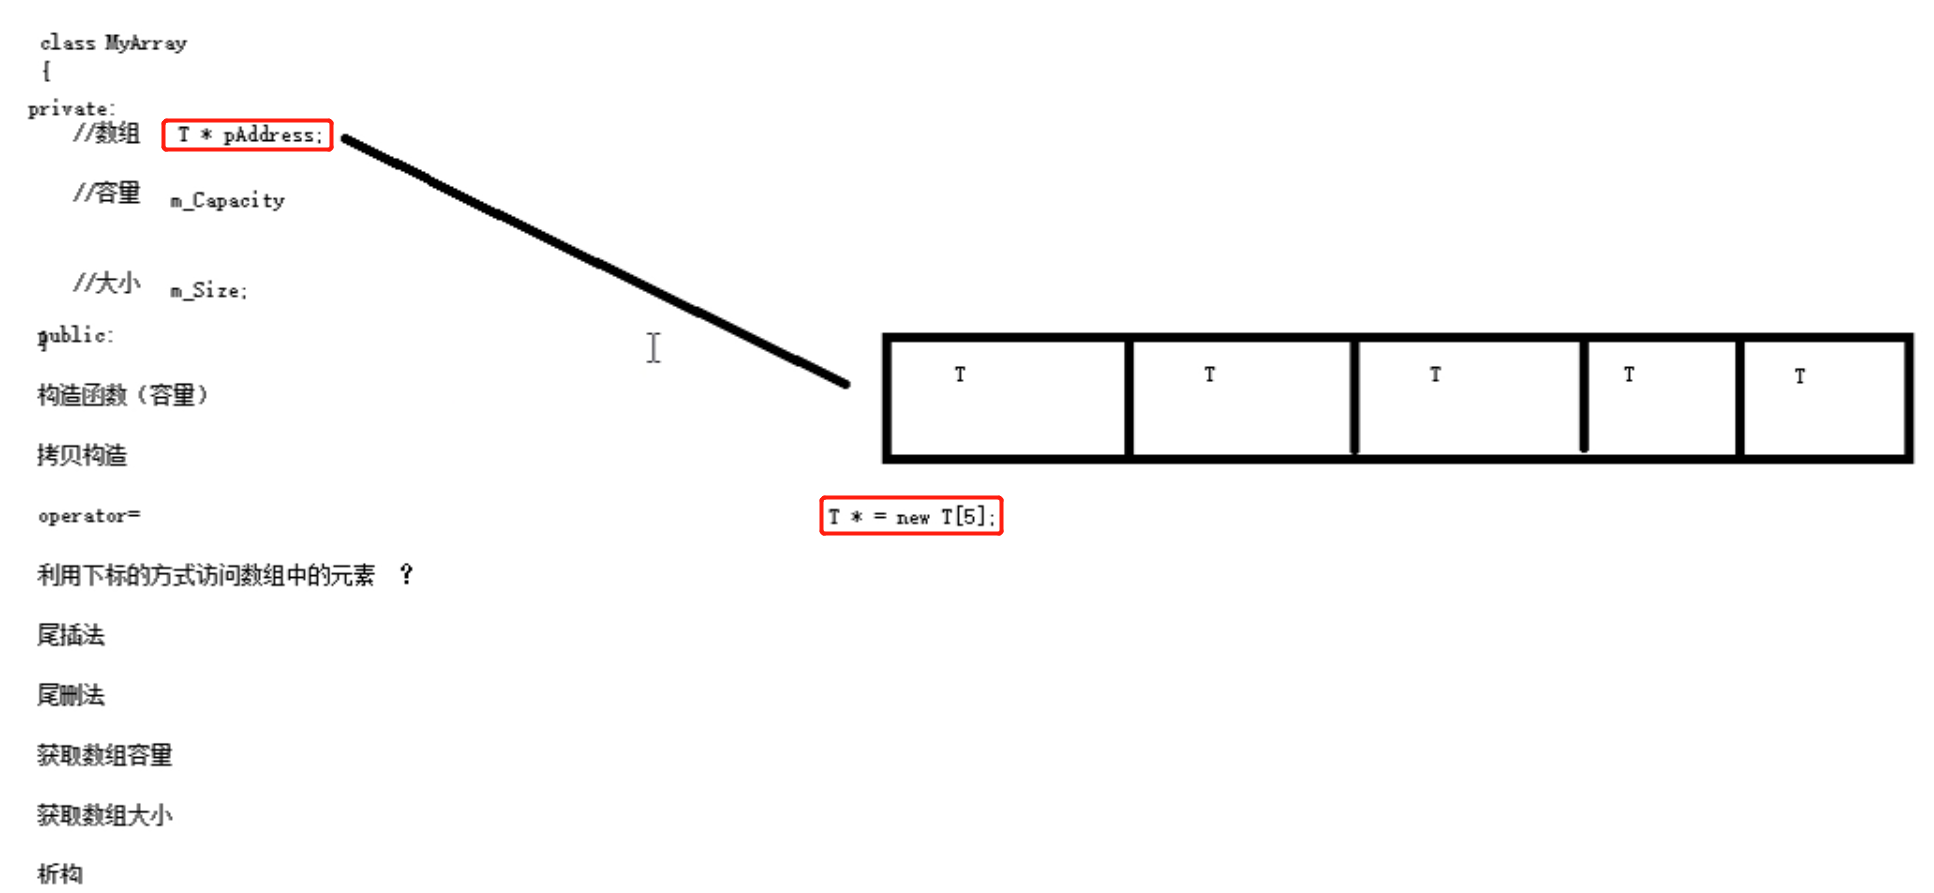 class MyArray
{
private:
//数组 T * pAddress;
//容量 m_Capacity
//大小 m_Size;
public:
T T T T T
构造函数（容量）
拷贝构造
operator=
T * = new T[5];
利用下标的方式访问数组中的元素 ？
尾插法
尾删法
获取数组容量
获取数组大小
析构